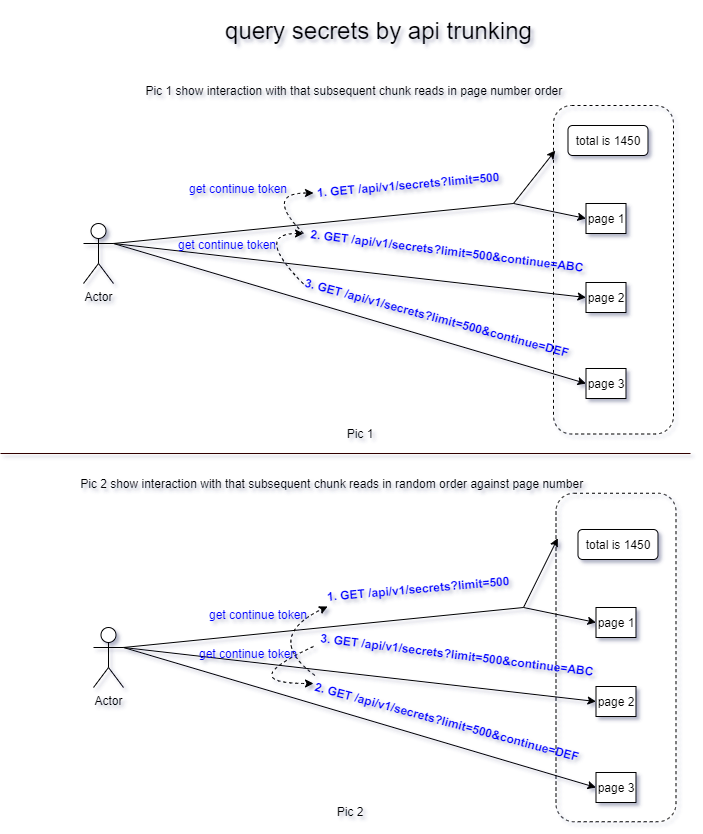 query secrets by api trunking
Pic 1 show interaction with that subsequent chunk reads in page number order
total is 1450
get continue token
1. GET /api/v1/secrets?limit=500
page 1
get continue token
2. GET /api/v1/secrets?limit=500&continue=ABC
Actor
page 2
3. GET /api/v1/secrets?limit=500&continue=DEF
page 3
Pic 1
Pic 2 show interaction with that subsequent chunk reads in random order against page number
total is 1450
1. GET /api/v1/secrets?limit=500
get continue token
page 1
3. GET /api/v1/secrets?limit=500&continue=ABC
get continue token
Actor
page 2
2. GET /api/v1/secrets?limit=500&continue=DEF
page 3
Pic 2